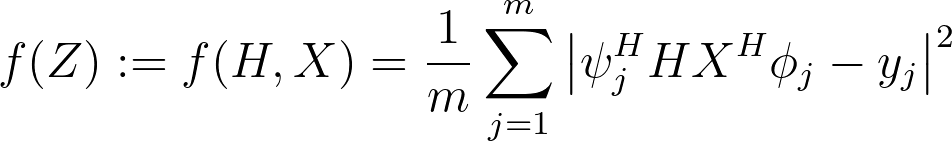 f(Z) := f(H, X) = \frac{1}{m} \sum_{j=1}^{m} \left| \psi_j^H H X^H \phi_j - y_j \right|^2